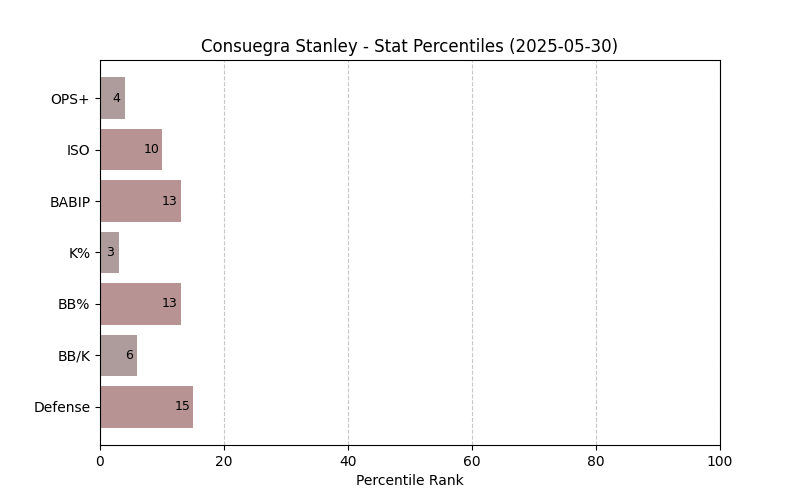 Consuegra Stanley - Stat Percentiles (2025-05-30)
OPS+ 4
ISO 10
BABIP 13
K% 3
BB% 13
BB/K 6
Defense 15
0 20 40 60 80 100
Percentile Rank